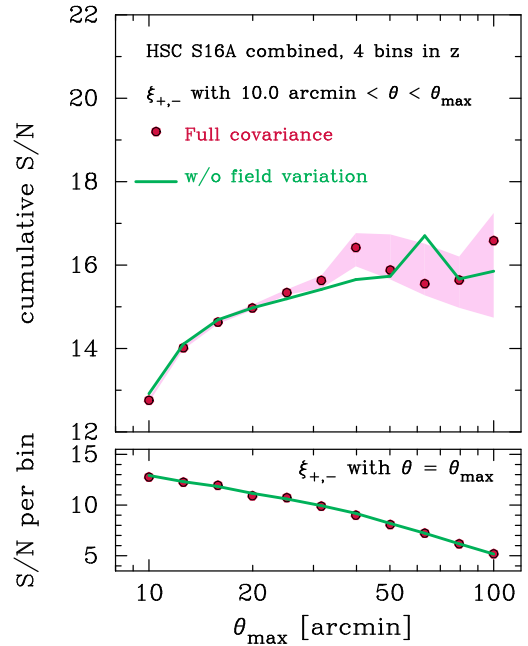 22
20
18
16
14
12
cumulative S/N
HSC S16A combined, 4 bins in z
ξ+,- with 10.0 arcmin < θ < θmax
Full covariance
w/o field variation
15
10
5
S/N per bin
ξ+,- with θ = θmax
10 20 50 100
θmax [arcmin]